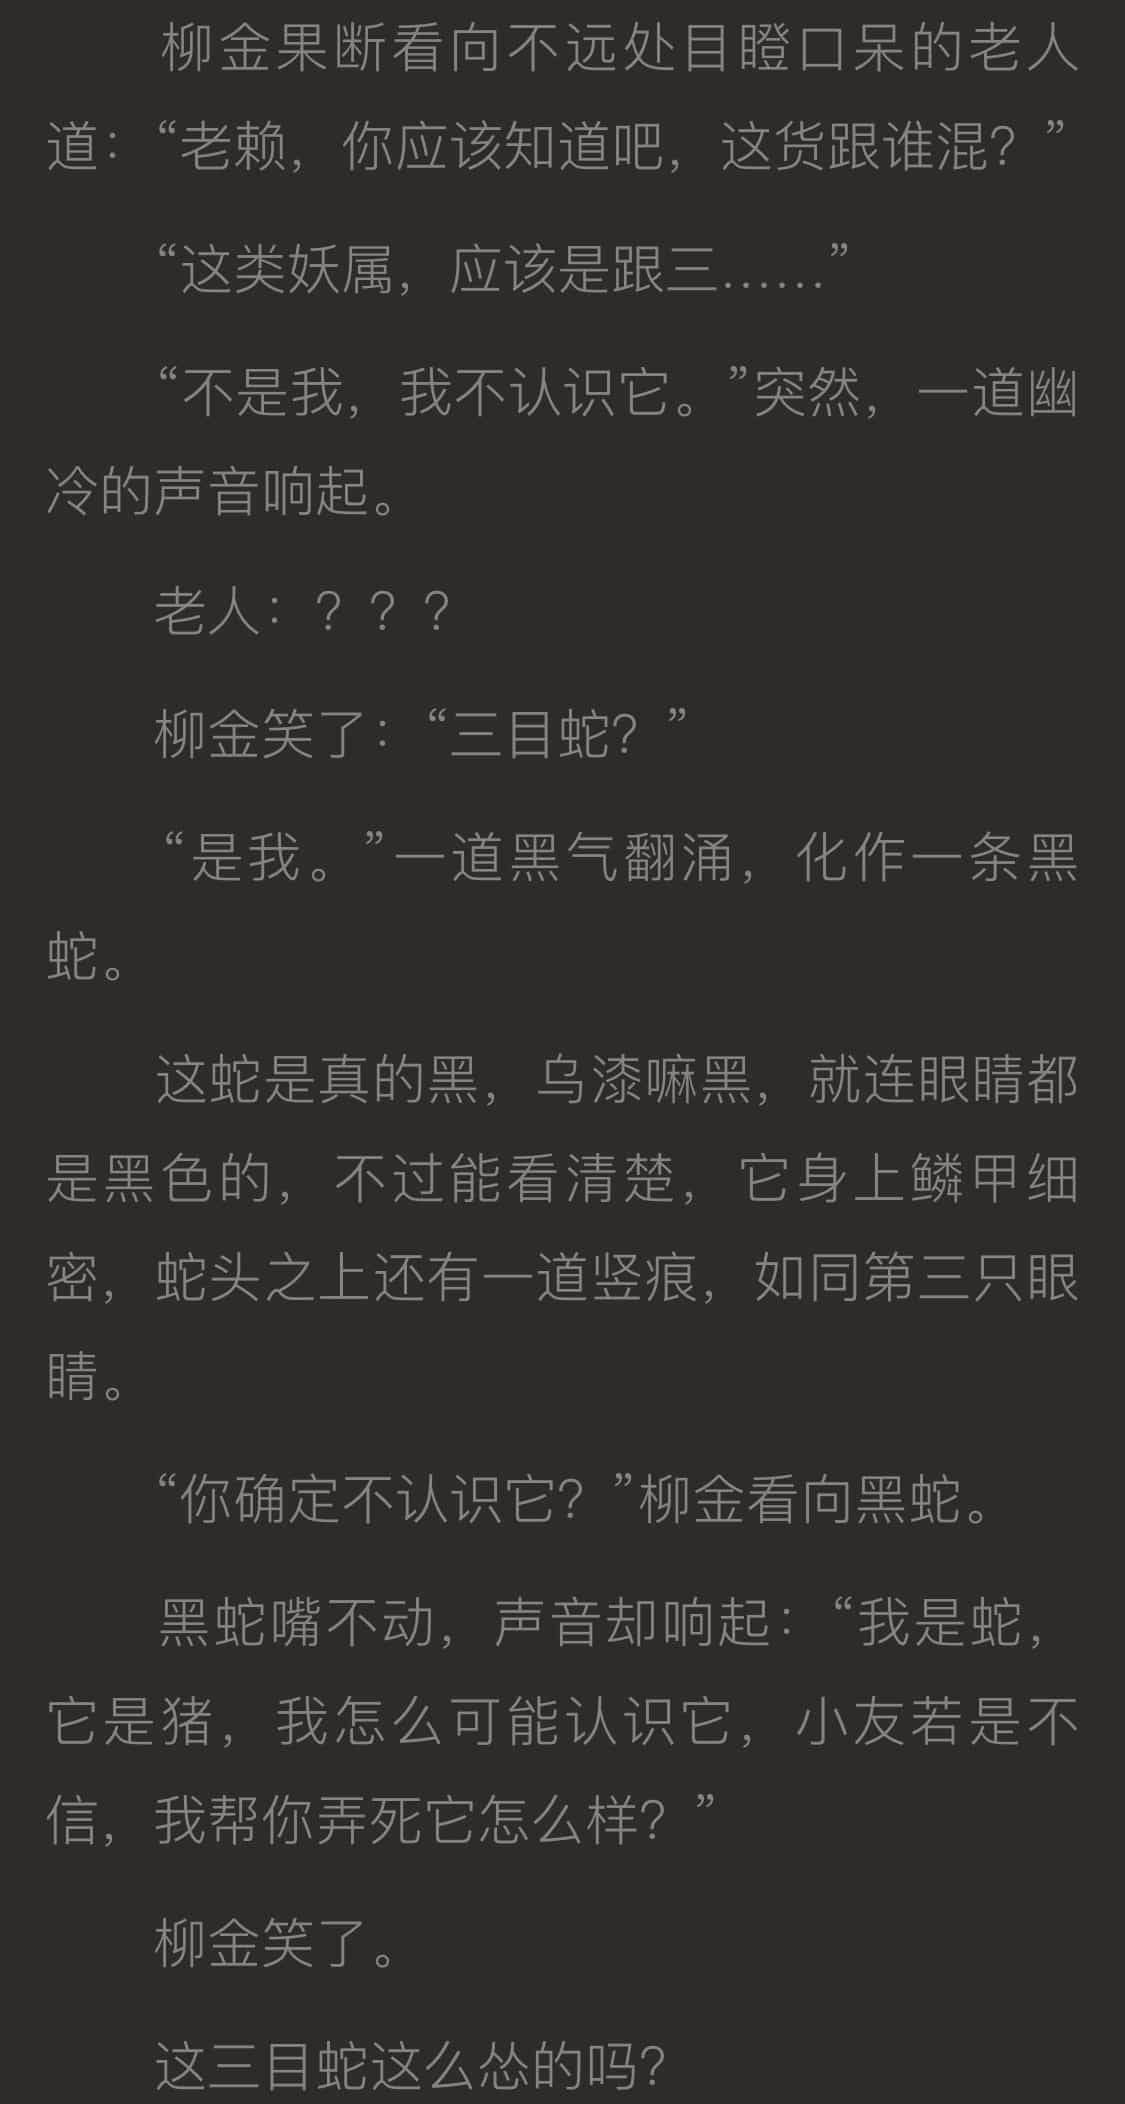 柳金果断看向不远处目瞪口呆的老人
道：“老赖，你应该知道吧，这货跟谁混？”
“这类妖属，应该是跟三……”
“不是我，我不认识它。”突然，一道幽
冷的声音响起。
老人：？？？
柳金笑了：“三目蛇？”
“是我。”一道黑气翻涌，化作一条黑
蛇。
这蛇是真的黑，乌漆嘛黑，就连眼睛都
是黑色的，不过能看清楚，它身上鳞甲细
密，蛇头之上还有一道竖痕，如同第三只眼
睛。
“你确定不认识它？”柳金看向黑蛇。
黑蛇嘴不动，声音却响起：“我是蛇，
它是猪，我怎么可能认识它，小友若是不
信，我帮你弄死它怎么样？”
柳金笑了。
这三目蛇这么怂的吗？